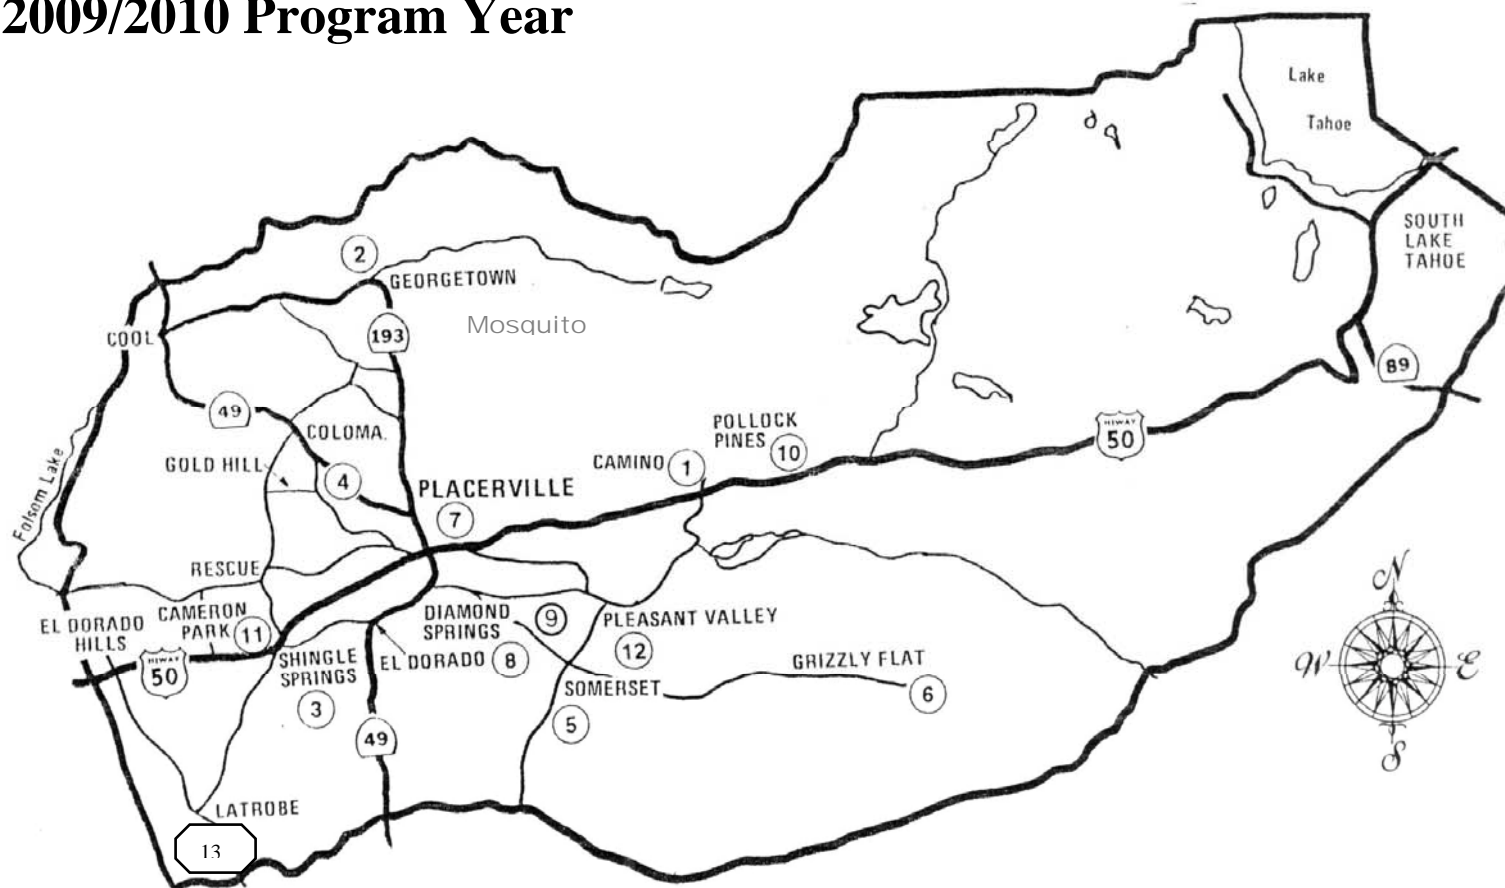 2009/2010 Program Year
Lake
Tahoe
SOUTH
LAKE
TAHOE
2
GEORGETOWN
Mosquito
193
COOL
89
49
HIWAY
50
POLLOCK
PINES
10
COLOMA.
CAMINO
1
GOLD HILL
4
PLACERVILLE
7
Folsom Lake
RESCUE
N
W
E
S
EL DORADO
HILLS
CAMERON
PARK
11
DIAMOND
SPRINGS
9
PLEASANT VALLEY
12
HIWAY
50
SHINGLE
SPRINGS
3
EL DORADO
8
GRIZZLY FLAT
6
SOMERSET
5
49
LATROBE
13